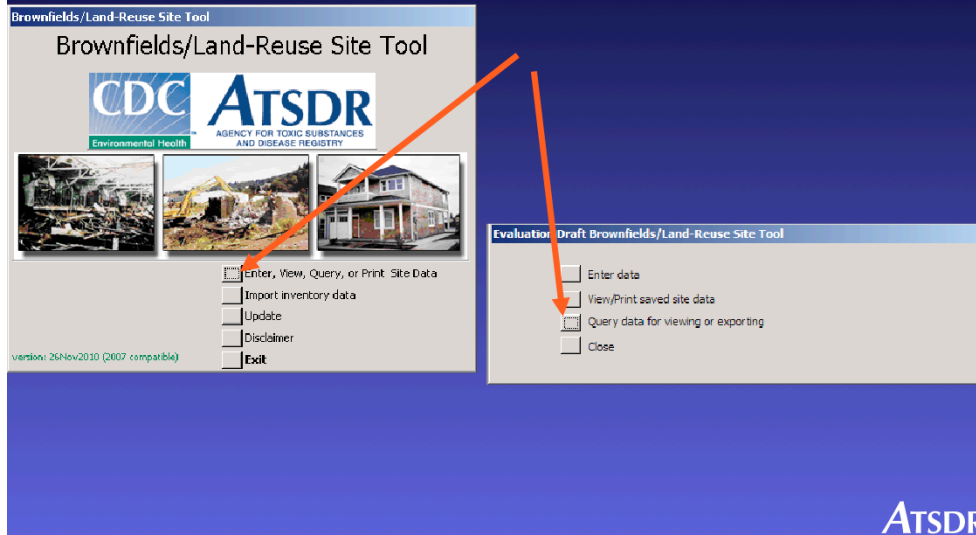 Brownfields/Land-Reuse Site Tool
Brownfields/Land-Reuse Site Tool
CDC
Environmental Health
ATSDR
AGENCY FOR TOXIC SUBSTANCES
AND DISEASE REGISTRY
Enter, View, Query, or Print Site Data
Import inventory data
Update
Disclaimer
Exit
version: 26Nov2010 (2007 compatible)
Evaluation Draft Brownfields/Land-Reuse Site Tool
Enter data
View/Print saved site data
Query data for viewing or exporting
Close
ATSDR